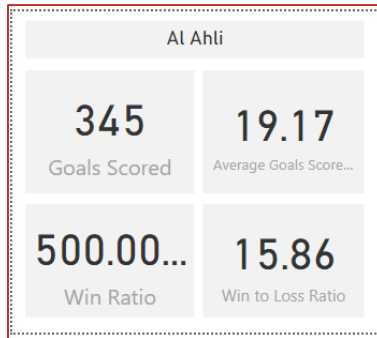 Al Ahli
345
Goals Scored
19.17
Average Goals Score...
500.00...
Win Ratio
15.86
Win to Loss Ratio